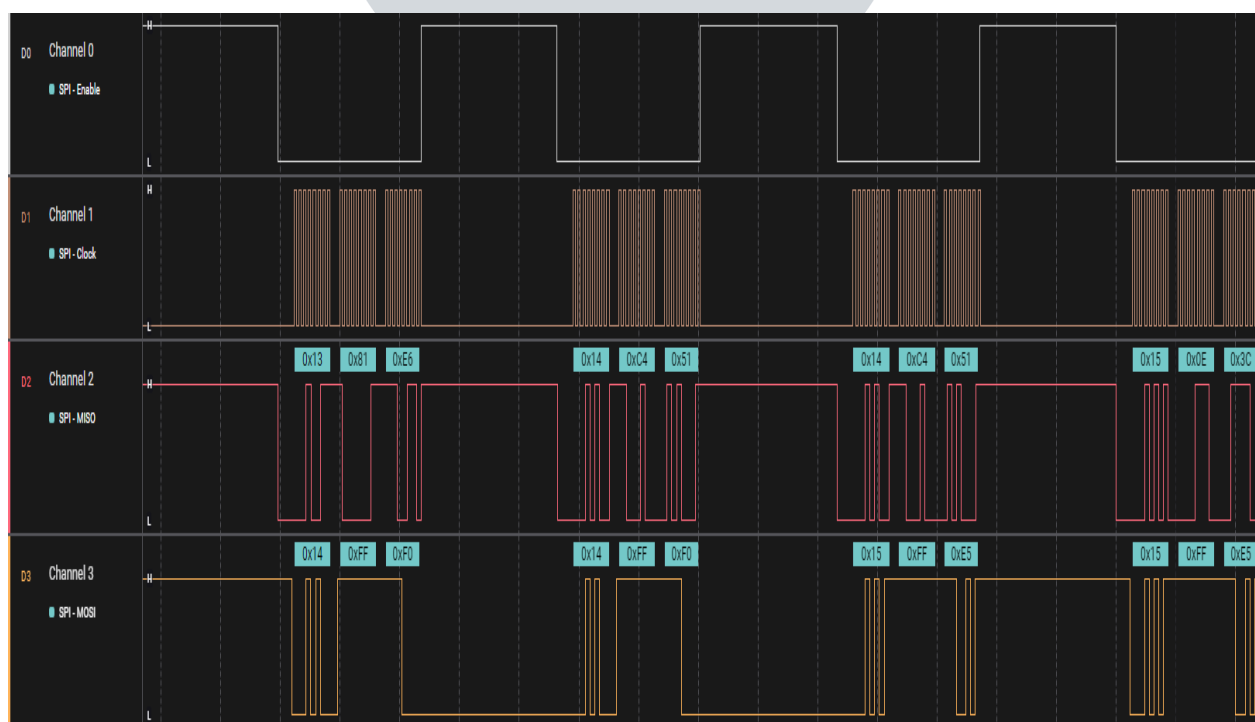 D0 Channel 0
SPI - Enable
H
L
D1 Channel 1
SPI - Clock
H
L
0x13 0x81 0xE6 0x14 0xC4 0x51 0x14 0xC4 0x51 0x15 0x0E 0x3C
D2 Channel 2
SPI - MISO
H
L
0x14 0xFF 0xF0 0x14 0xFF 0xF0 0x15 0xFF 0xE5 0x15 0xFF 0xE5
D3 Channel 3
SPI - MOSI
H
L